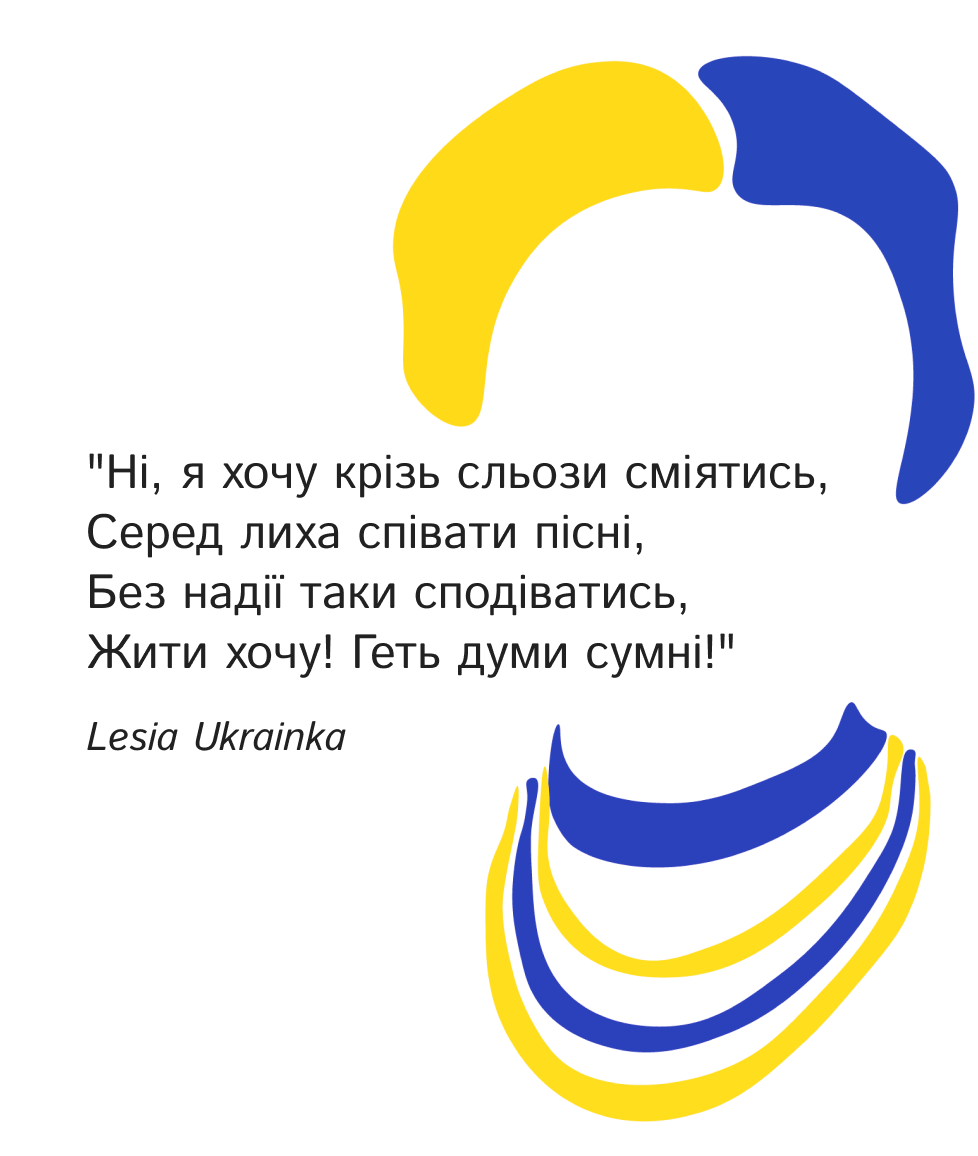 "Ні, я хочу крізь сльози сміятись,
Серед лиха співати пісні,
Без надії таки сподіватись,
Жити хочу! Геть думи сумні!"
Lesia Ukrainka